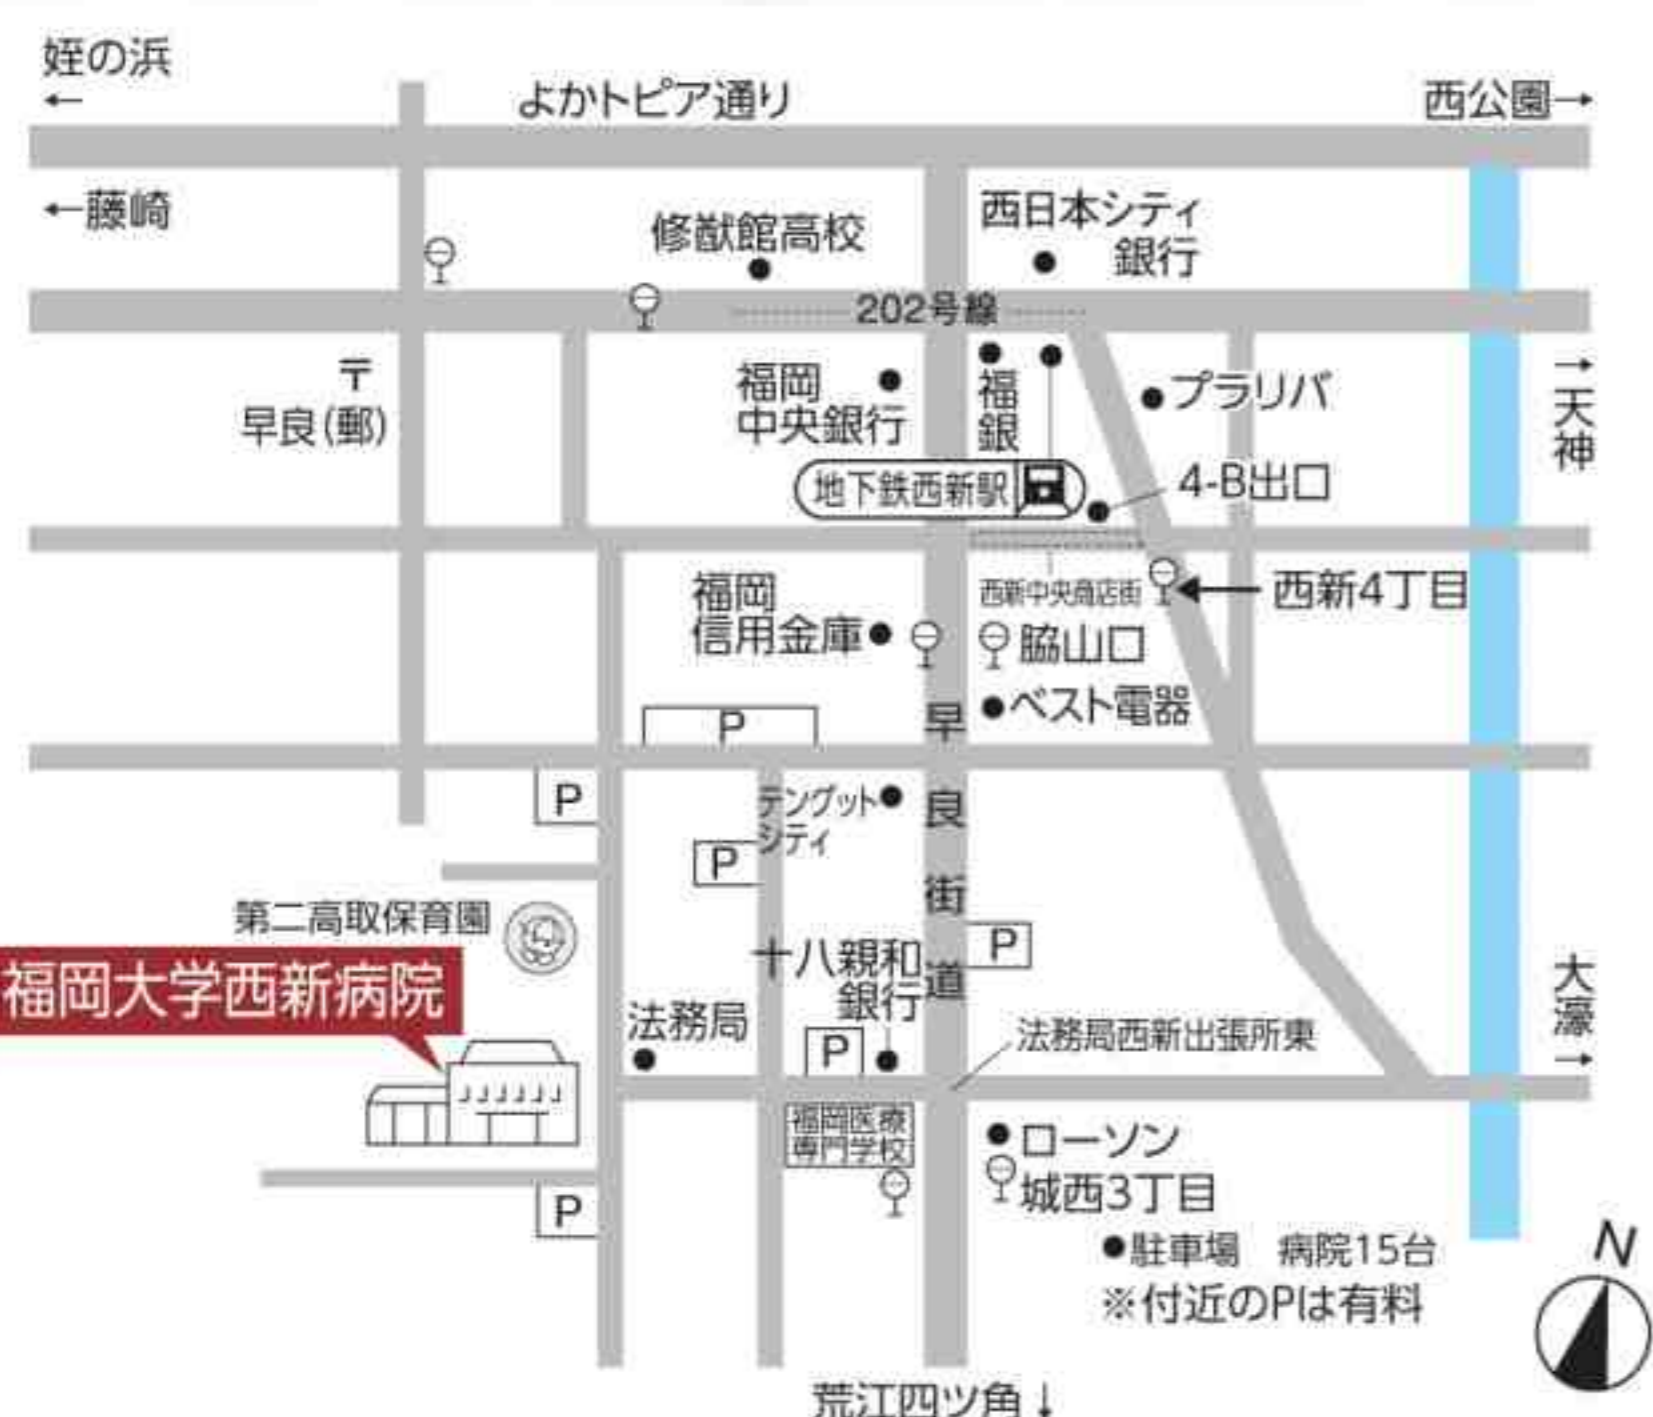 姪の浜
←
よかトピア通り
西公園→
←藤崎
修猷館高校
西日本シティ
銀行
202号線
〒
早良(郵)
福岡
中央銀行
福銀
プラリバ
→天神
地下鉄西新駅
4-B出口
西新中央商店街
西新4丁目
福岡
信用金庫
脇山口
ベスト電器
P
早良街道
P
テングット
シティ
P
第二高取保育園
十八親和
銀行
P
福岡大学西新病院
法務局
P
法務局西新出張所東
大濠→
福岡医療
専門学校
ローソン
城西3丁目
P
●駐車場 病院15台
※付近のPは有料
N
荒江四ツ角↓